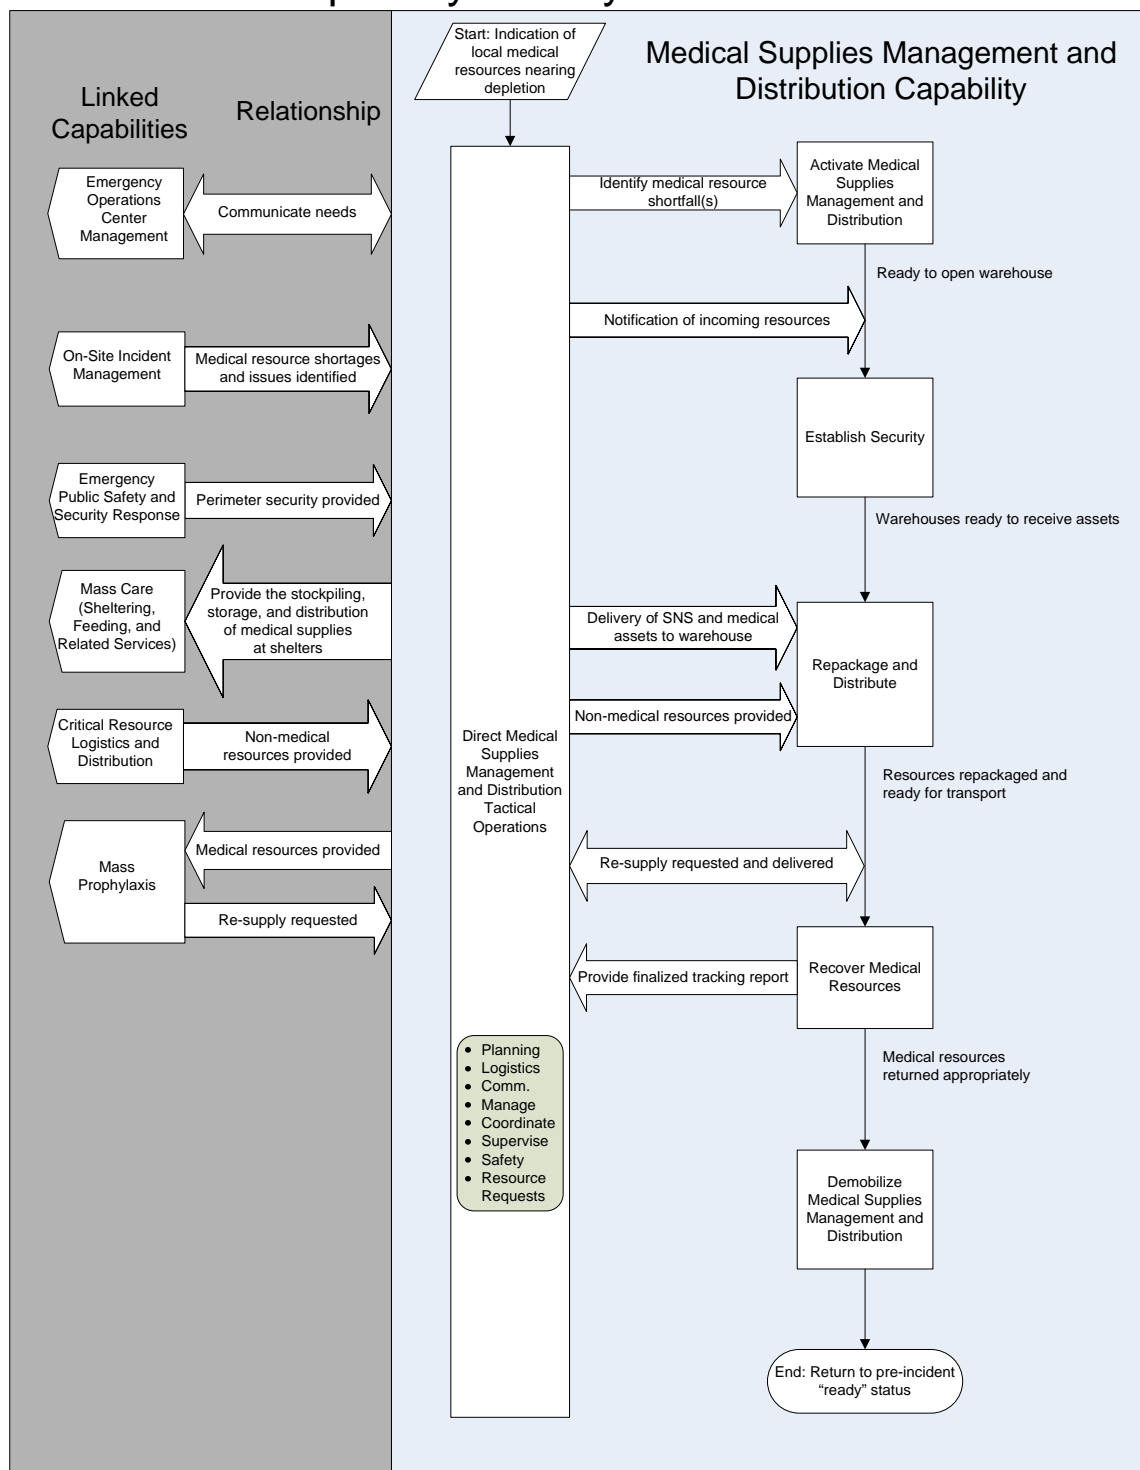 Start: Indication of
local medical
resources nearing
depletion
Medical Supplies Management and
Distribution Capability
Linked
Capabilities
Relationship
Emergency
Operations
Center
Management
Communicate needs
Identify medical resource
shortfall(s)
Activate Medical
Supplies
Management and
Distribution
Ready to open warehouse
Notification of incoming resources
On-Site Incident
Management
Medical resource shortages
and issues identified
Establish Security
Emergency
Public Safety and
Security Response
Perimeter security provided
Warehouses ready to receive assets
Mass Care
(Sheltering,
Feeding, and
Related Services)
Provide the stockpiling,
storage, and distribution
of medical supplies
at shelters
Delivery of SNS and medical
assets to warehouse
Repackage and
Distribute
Non-medical resources provided
Critical Resource
Logistics and
Distribution
Non-medical
resources provided
Direct Medical
Supplies
Management
and Distribution
Tactical
Operations
Resources repackaged and
ready for transport
Mass
Prophylaxis
Medical resources provided
Re-supply requested
Re-supply requested and delivered
Provide finalized tracking report
Recover Medical
Resources
• Planning
• Logistics
• Comm.
• Manage
• Coordinate
• Supervise
• Safety
• Resource
Requests
Medical resources
returned appropriately
Demobilize
Medical Supplies
Management and
Distribution
End: Return to pre-incident
“ready” status